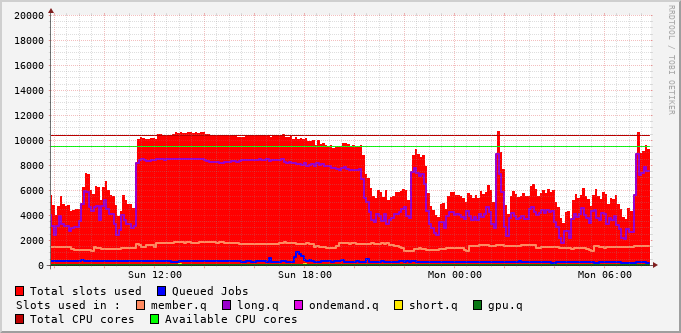 20000
18000
16000
14000
12000
10000
8000
6000
4000
2000
0
Sun 12:00 Sun 18:00 Mon 00:00 Mon 06:00
RRDTOOL / TOBI OETIKER
Total slots used Queued Jobs
Slots used in : member.q long.q ondemand.q short.q gpu.q
Total CPU cores Available CPU cores